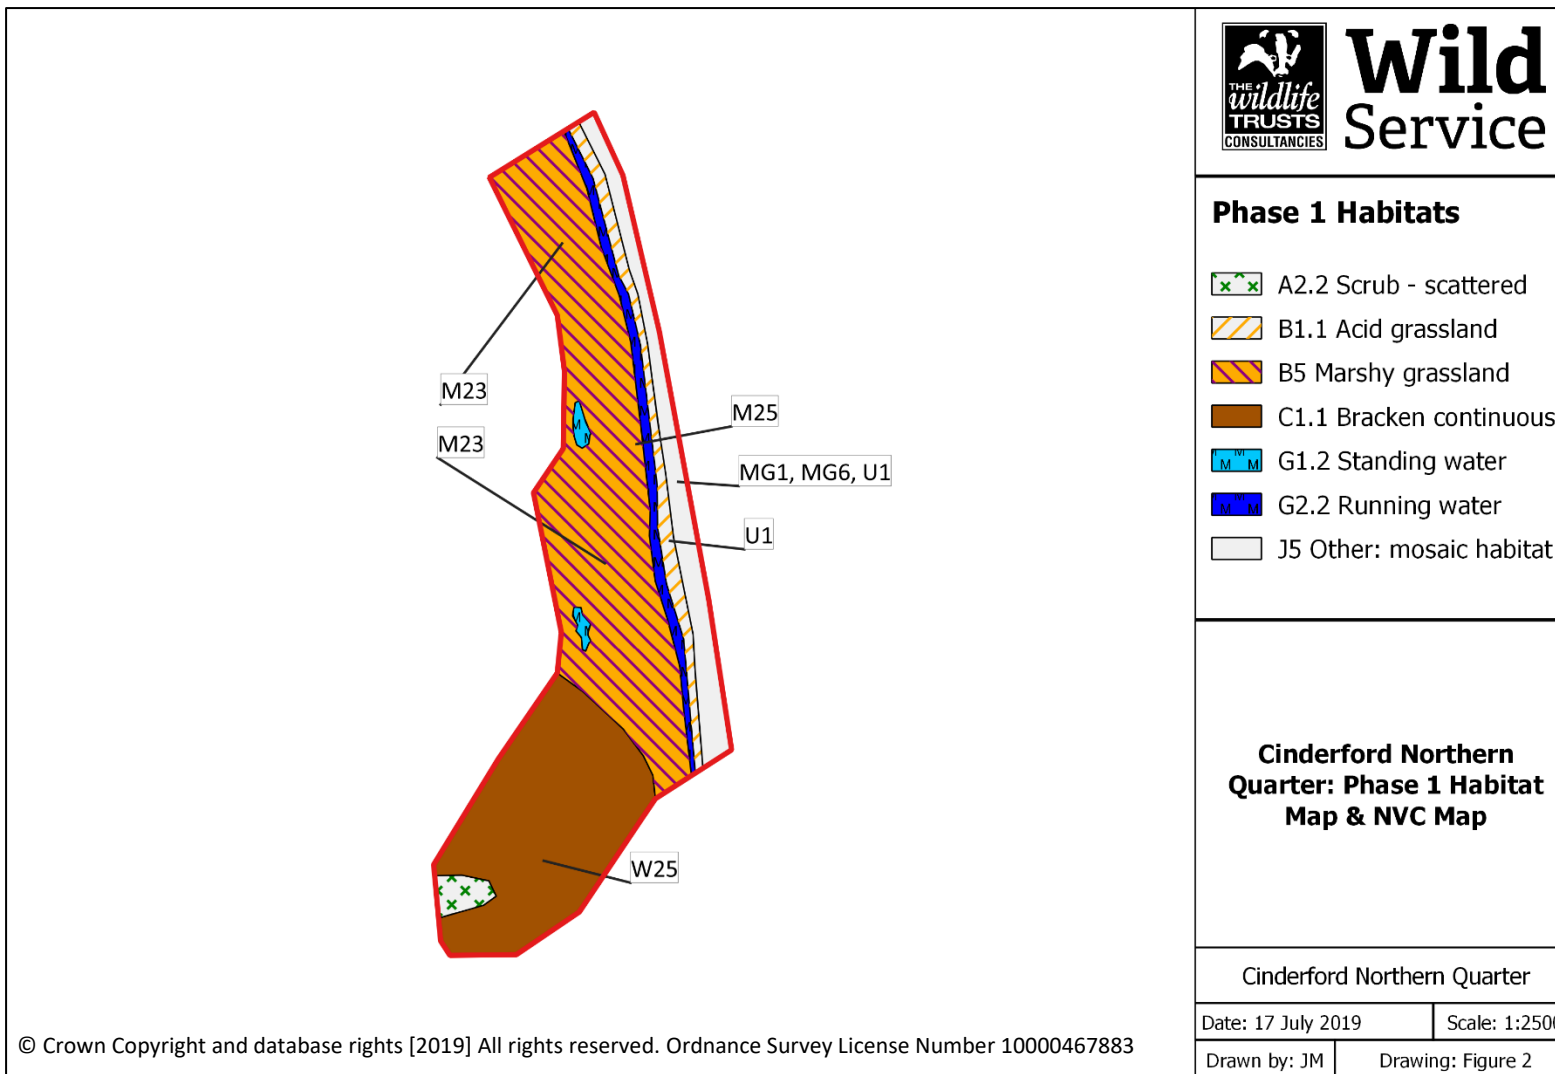 THE
wildlife
TRUSTS
CONSULTANCIES
Wild
Service
Phase 1 Habitats
A2.2 Scrub - scattered
B1.1 Acid grassland
B5 Marshy grassland
C1.1 Bracken continuous
M M M
G1.2 Standing water
M M M
G2.2 Running water
J5 Other: mosaic habitat
M23
M23
M25
MG1, MG6, U1
U1
W25
Cinderford Northern
Quarter: Phase 1 Habitat
Map & NVC Map
Cinderford Northern Quarter
Date: 17 July 2019
Scale: 1:2500
Drawn by: JM
Drawing: Figure 2
© Crown Copyright and database rights [2019] All rights reserved. Ordnance Survey License Number 10000467883